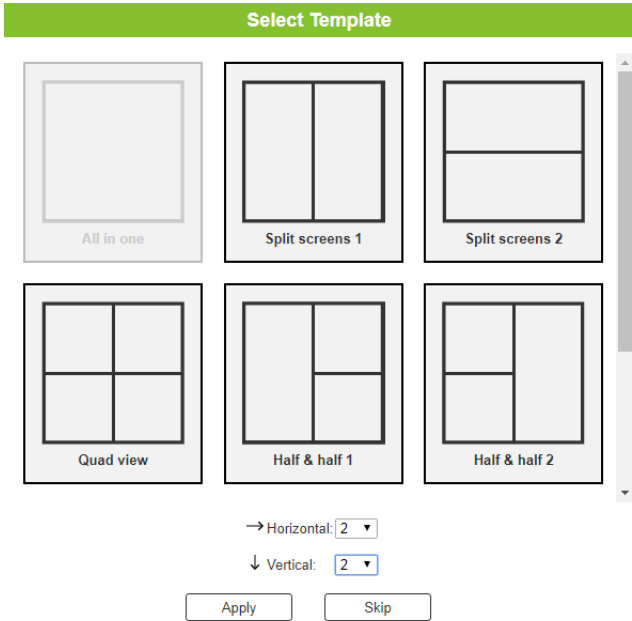 Select Template
All in one
Split screens 1
Split screens 2
Quad view
Half & half 1
Half & half 2
Horizontal: 2
Vertical: 2
Apply
Skip